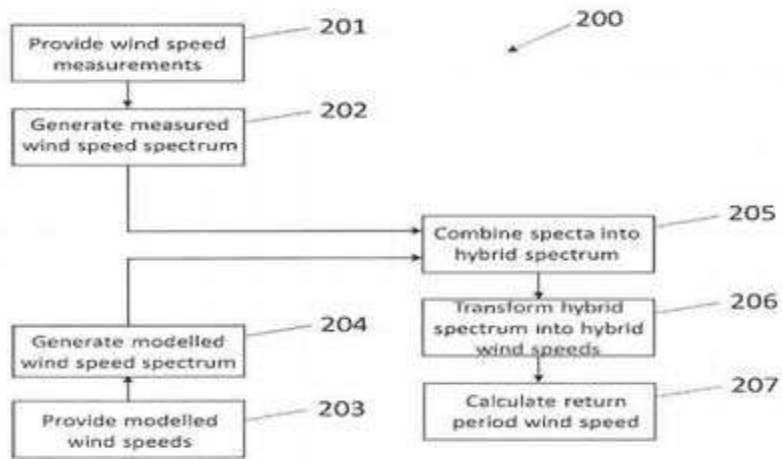 201
200
Provide wind speed
measurements
202
Generate measured
wind speed spectrum
205
Combine specta into
hybrid spectrum
204
Generate modelled
wind speed spectrum
206
Transform hybrid
spectrum into hybrid
wind speeds
203
Provide modelled
wind speeds
207
Calculate return
period wind speed